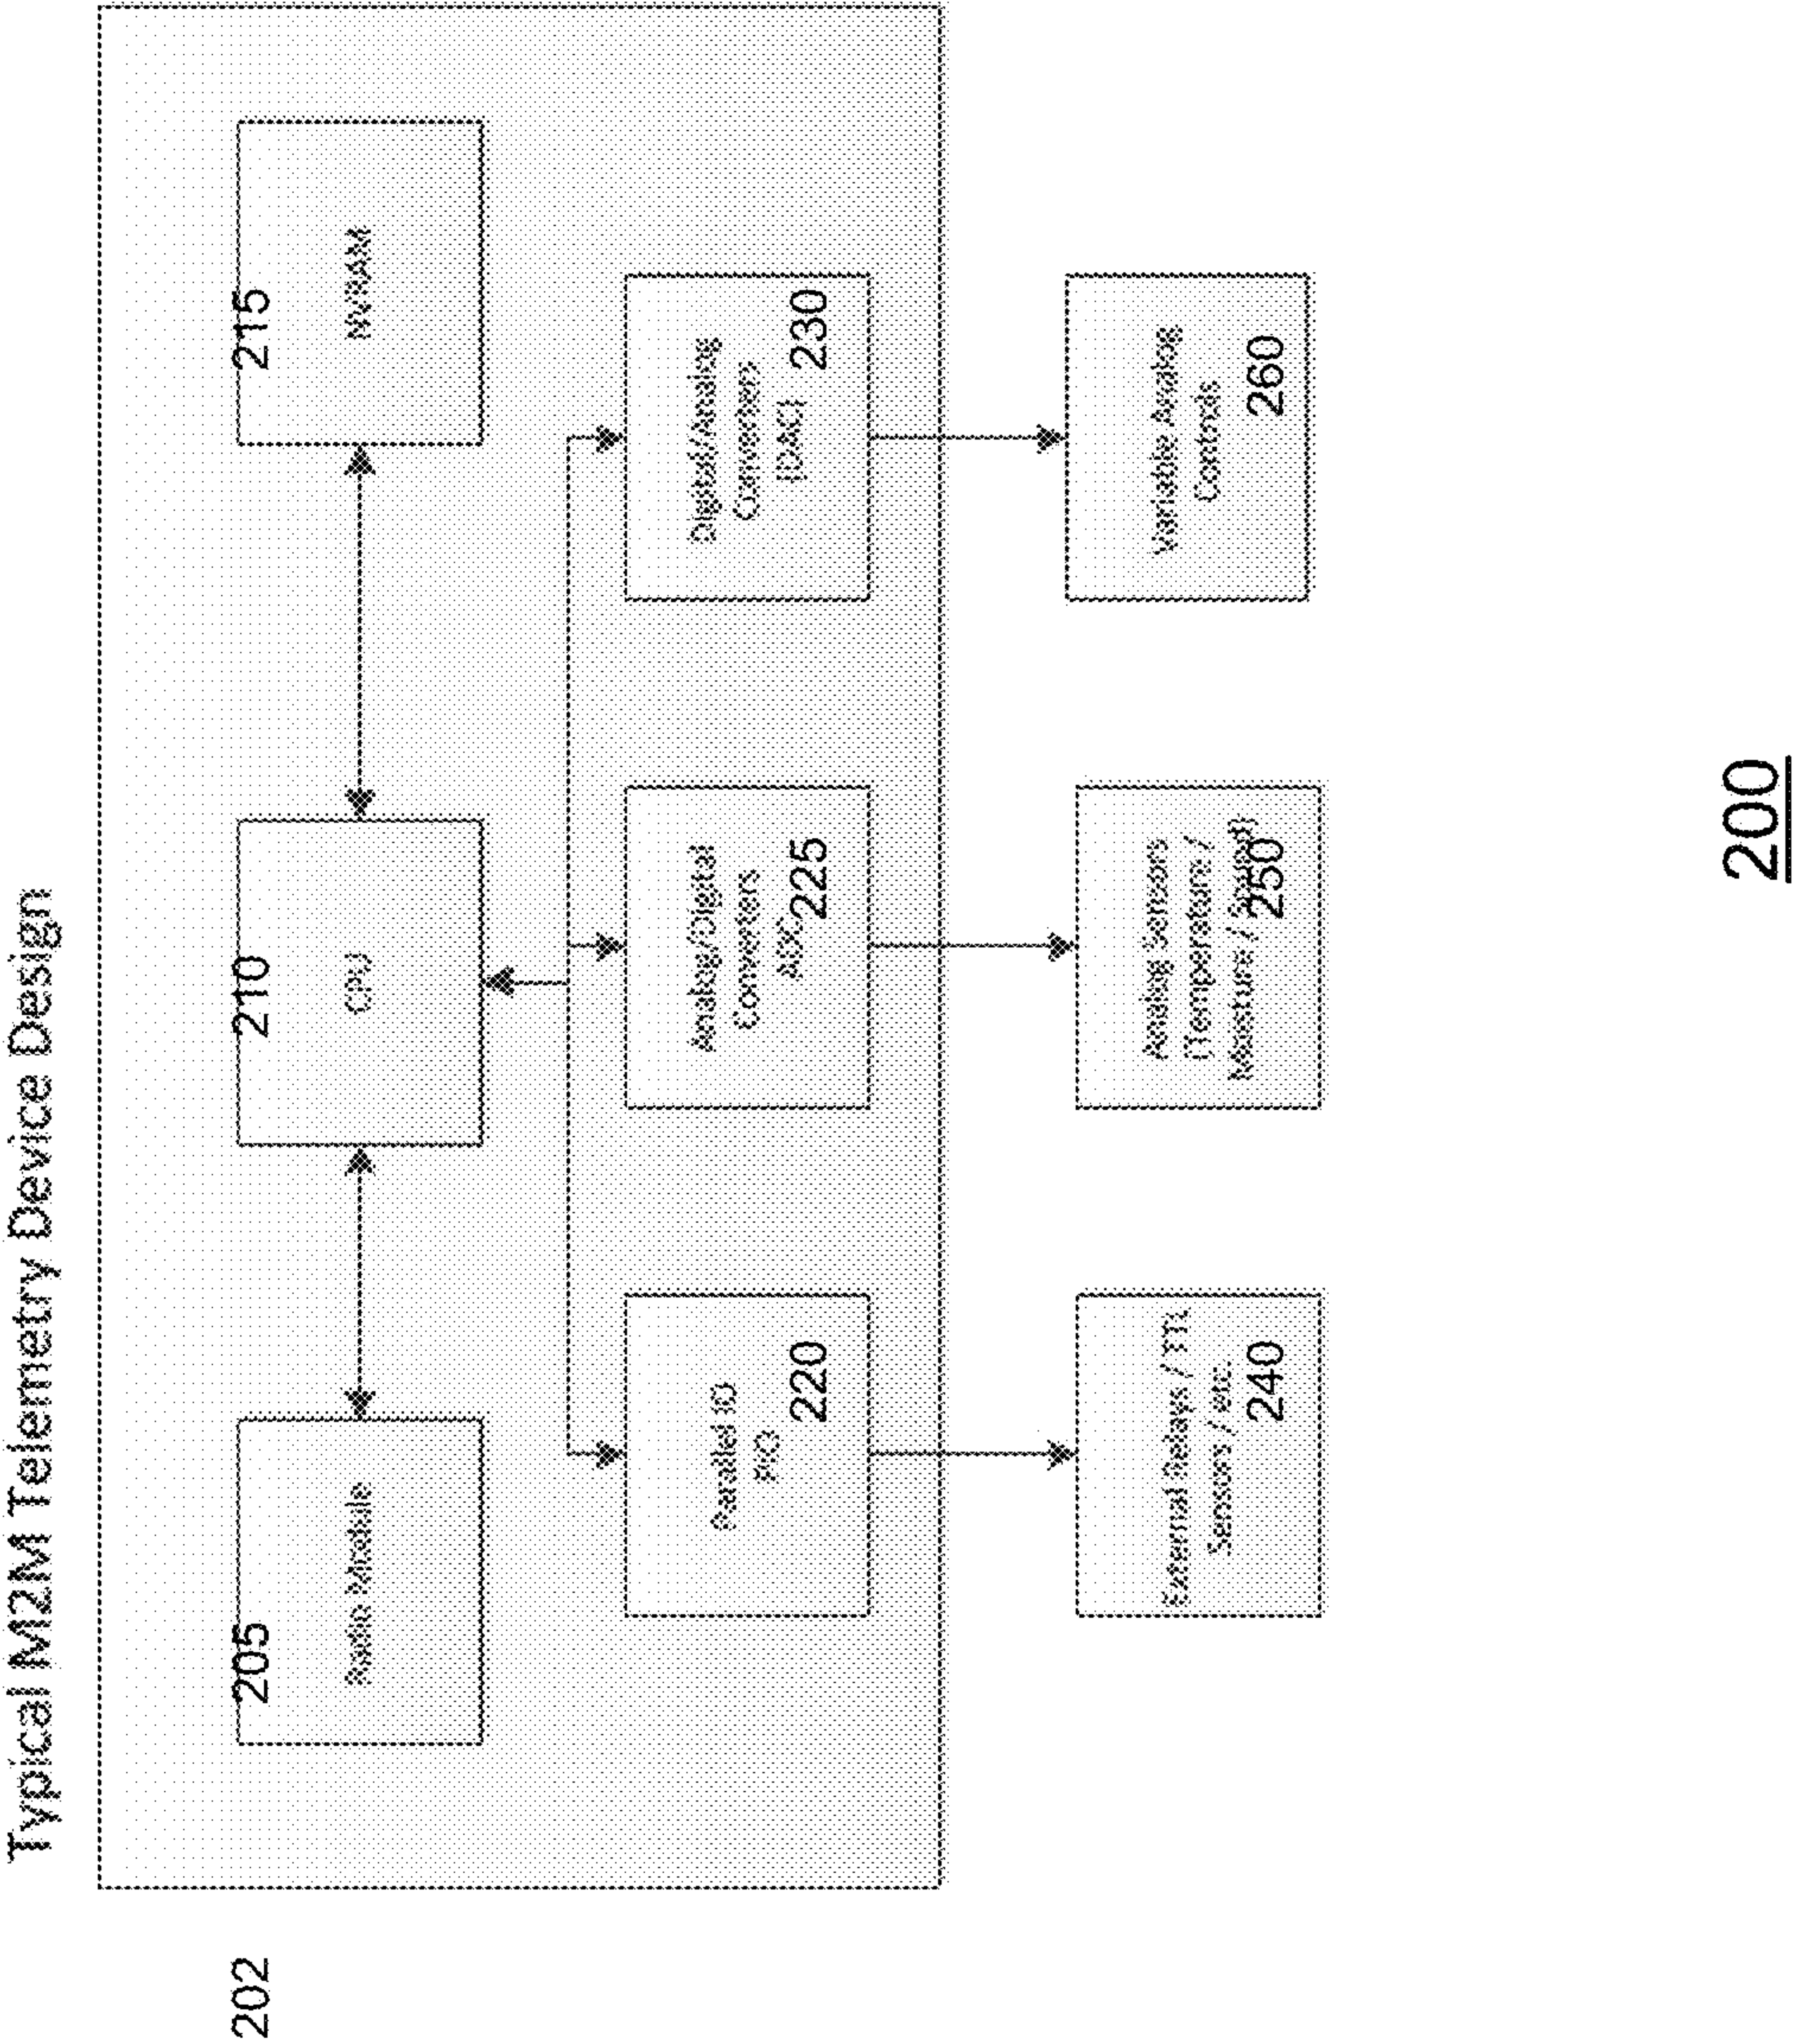 Typical M2M Telemetry Device Design
202
205
Radio Module
210
CPU
215
NVRAM
Parallel IO
PIO
220
Analog/Digital
Converters
ADC
225
Digital/Analog
Converters
(DAC)
230
External Relays / TTL
Sensors / etc.
240
Analog Sensors
(Temperature /
Moisture / Sound)
250
Variable Analog
Controls
260
200